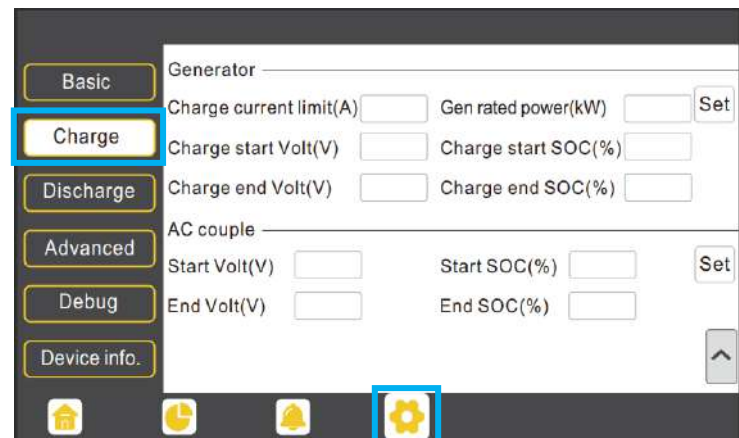 Basic
Charge
Discharge
Advanced
Debug
Device info.
Generator
Charge current limit(A) Gen rated power(kW) Set
Charge start Volt(V) Charge start SOC(%)
Charge end Volt(V) Charge end SOC(%)
AC couple
Start Volt(V) Start SOC(%) Set
End Volt(V) End SOC(%)